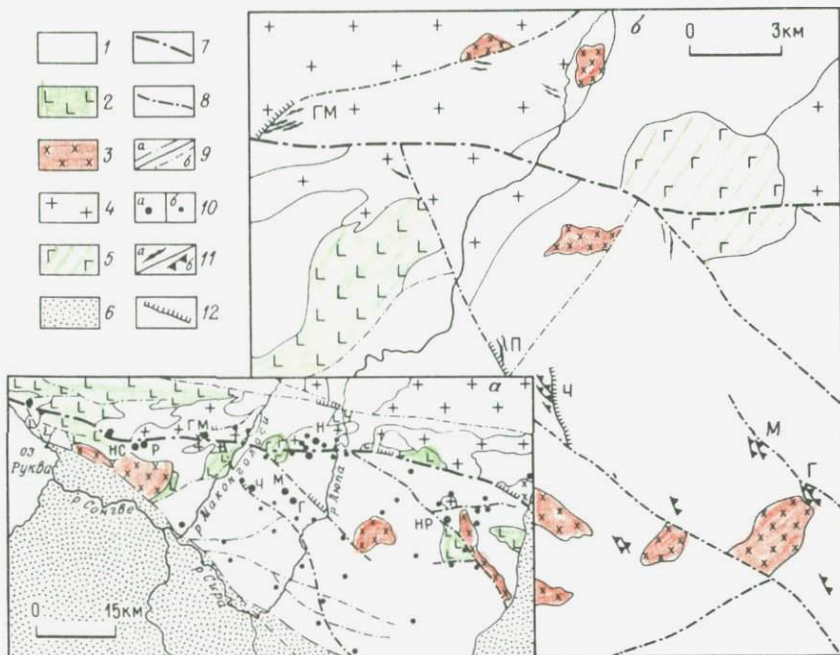 1
2
3
4
5
6
7
8
а б 9
а б 10
а б 11
12
б
0 3км
ГМ
П
Ч
М
Г
а
оз
Руква
НС
Р
ГМ
Н
р Маконголоси
р Лупа
р Сонгве
р Сира
Ч
М
Г
НР
0 15км